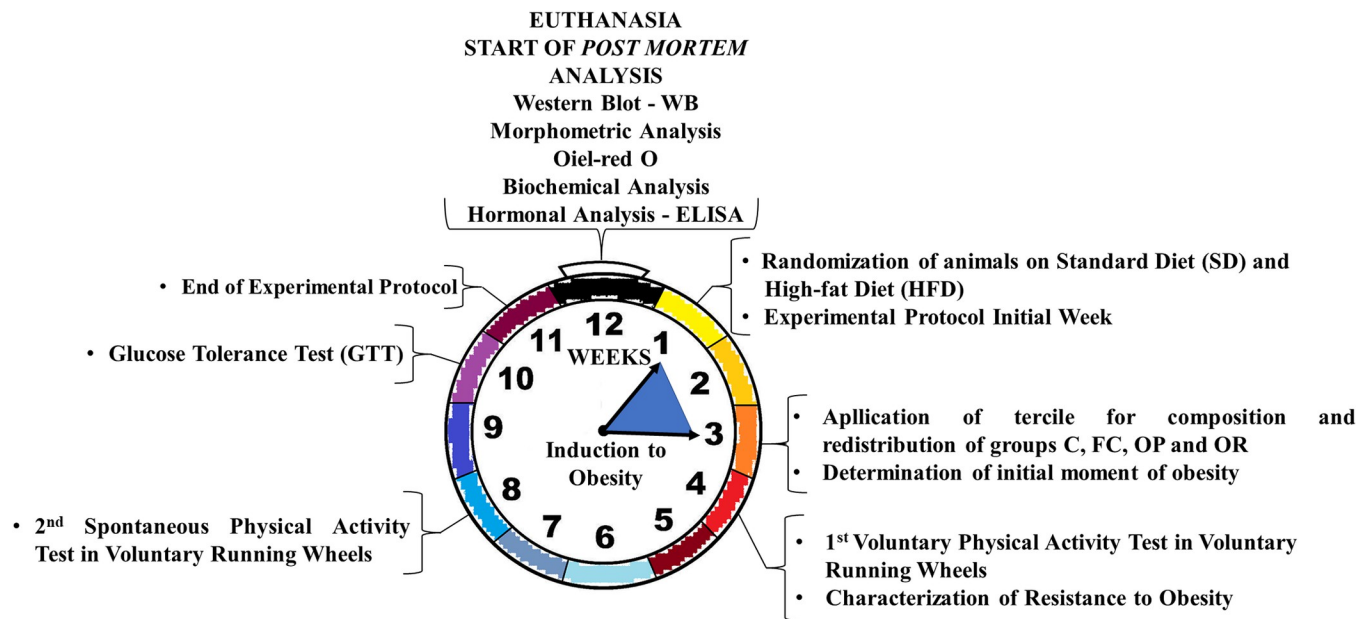 EUTHANASIA
START OF POST MORTEM
ANALYSIS
Western Blot - WB
Morphometric Analysis
Oiel-red O
Biochemical Analysis
Hormonal Analysis - ELISA
• Randomization of animals on Standard Diet (SD) and
High-fat Diet (HFD)
• Experimental Protocol Initial Week
• Apllication of tercile for composition and
redistribution of groups C, FC, OP and OR
• Determination of initial moment of obesity
• 1st Voluntary Physical Activity Test in Voluntary
Running Wheels
• Characterization of Resistance to Obesity
• 2nd Spontaneous Physical Activity
Test in Voluntary Running Wheels
• Glucose Tolerance Test (GTT)
• End of Experimental Protocol
12
WEEKS
1
2
3
4
5
6
7
8
9
10
11
Induction to
Obesity